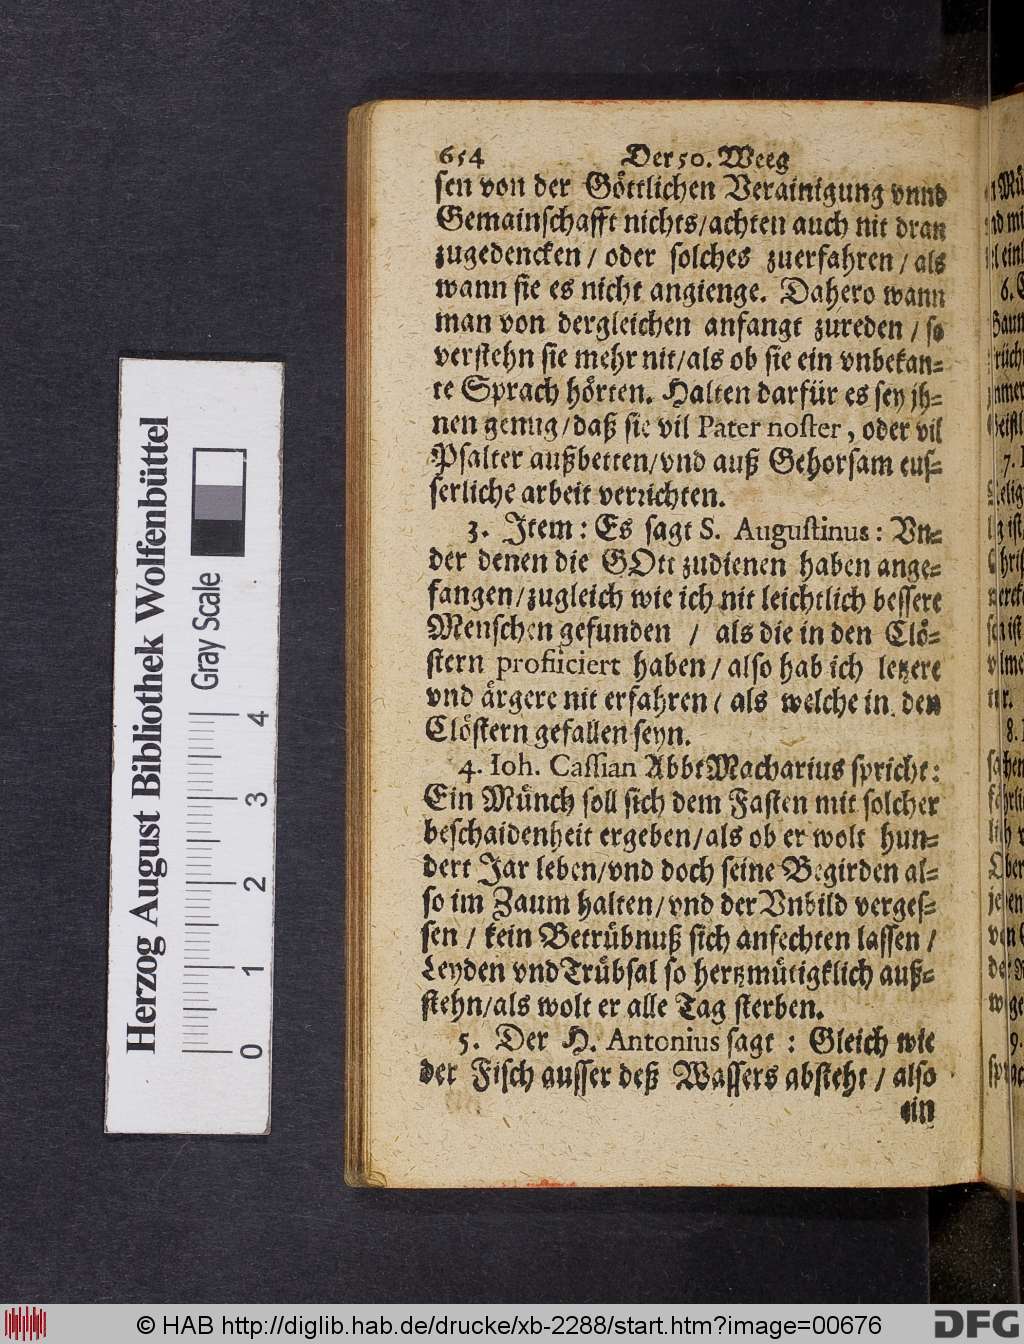 654 Der 50. Weeg
sen von der Göttlichen Verainigung vnnd
Gemainschafft nichts/achten auch nit dran
zugedencken / oder solches zuerfahren / als
wann sie es nicht angienge. Dahero wann
man von dergleichen anfangt zureden / so
verstehn sie mehr nit/als ob sie ein vnbekan⸗
te Sprach hörten. Halten darfür es sey jh⸗
nen genug/daß sie vil Pater noster, oder vil
Psalter außbetten/vnd auß Gehorsam eus⸗
serliche arbeit verrichten.
3. Item: Es sagt S. Augustinus: Vn⸗
der denen die GOtt zudienen haben ange⸗
fangen/zugleich wie ich nit leichtlich bessere
Menschen gefunden / als die in den Clö⸗
stern profiiciert haben/also hab ich letzere
vnd ärgere nit erfahren ( als welche in den
Clöstern gefallen seyn.
4. Ioh. Cassian Abbt Macharius spricht:
Ein Münch soll sich dem Fasten mit solcher
beschaidenheit ergeben/als ob er wolt hun⸗
dert Jar leben/vnd doch seine Begirden al⸗
so im Zaum halten/vnd der Vnbild verges⸗
sen / kein Betrübnuß sich anfechten lassen /
Leyden vnd Trübsal so hertzmütigklich auß⸗
stehn/als wolt er alle Tag sterben.
5. Der H. Antonius sagt : Gleich wie
der Fisch ausser deß Wassers absteht / also
ein
Herzog August Bibliothek Wolfenbüttel
Gray Scale
0 1 2 3 4
© HAB http://diglib.hab.de/drucke/xb-2288/start.htm?image=00676
DFG